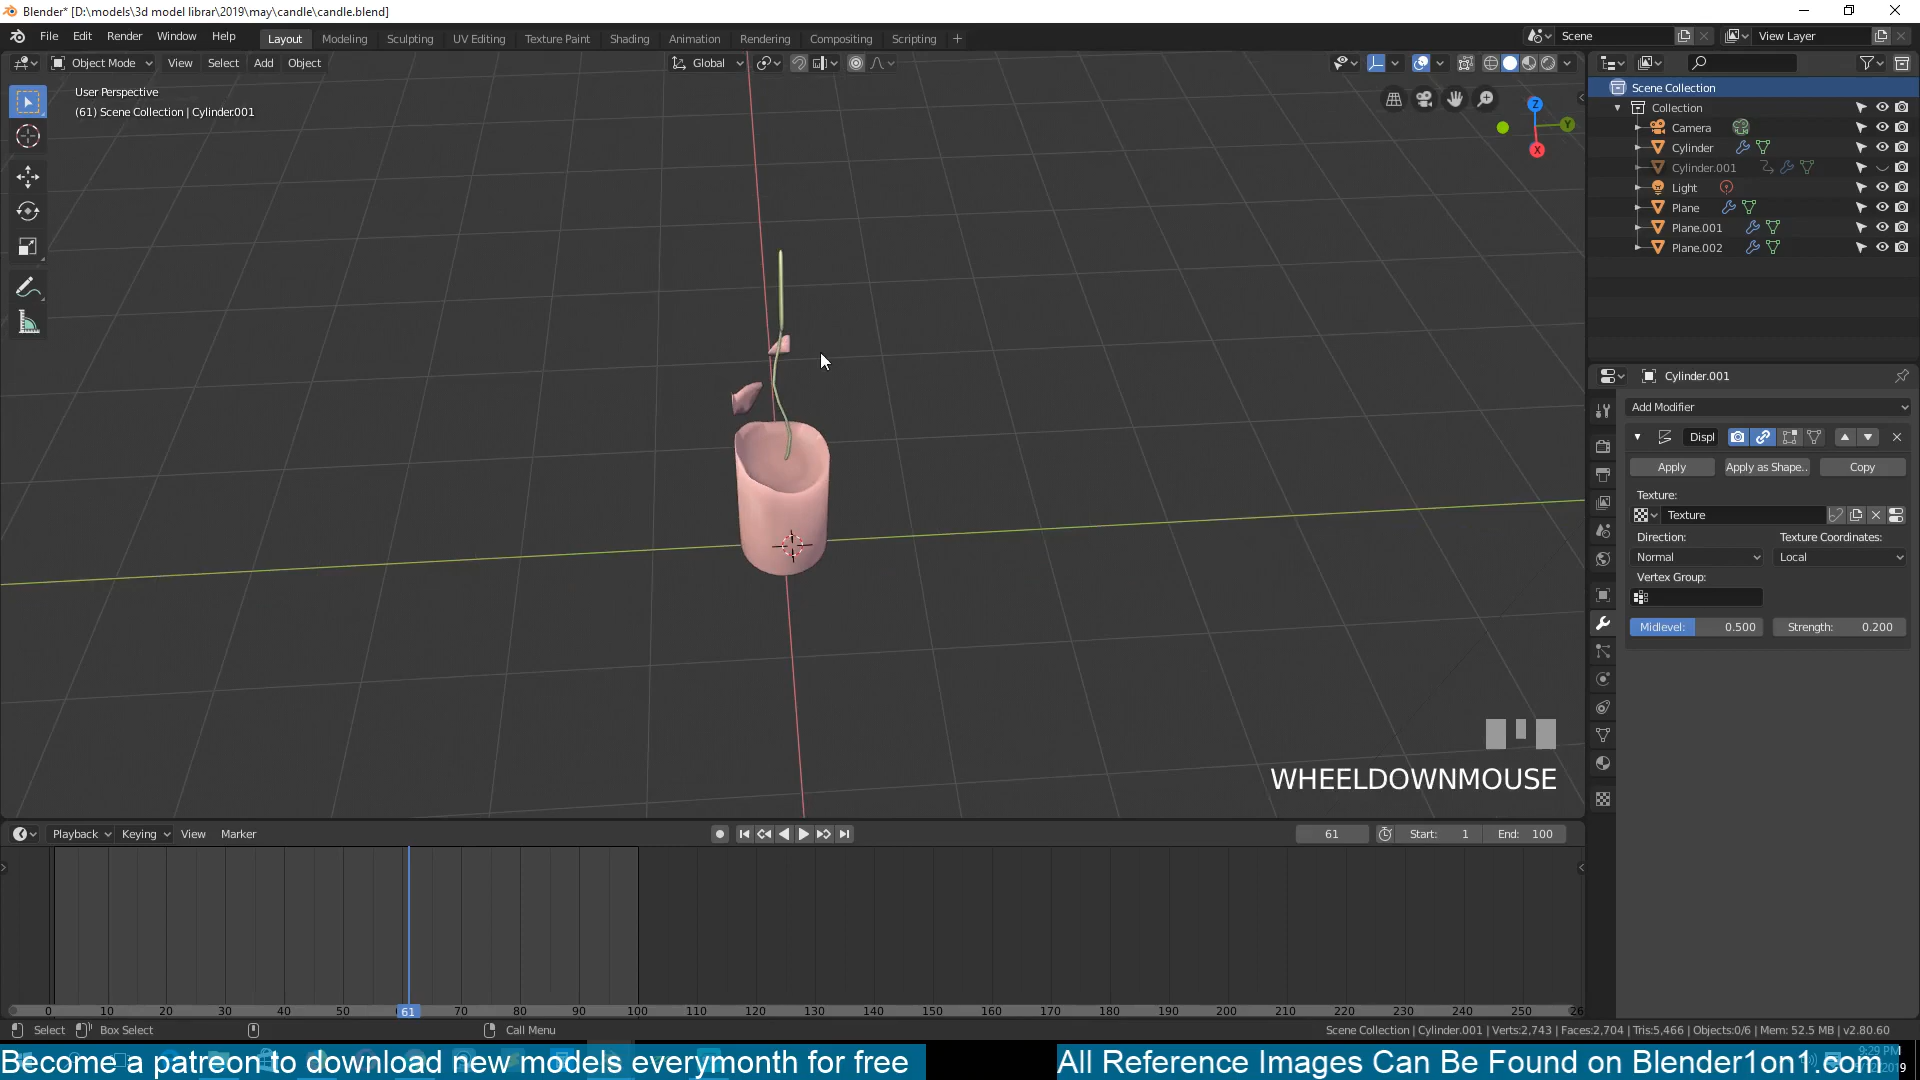 Blender* [D:\models\3d model librar\2019\may\candle\candle.blend]
File Edit Render Window Help Layout Modeling Sculpting UV Editing Texture Paint Shading Animation Rendering Compositing Scripting + Scene View Layer
Object Mode View Select Add Object Global
User Perspective
(61) Scene Collection | Cylinder.001
Z
Y
X
Scene Collection
Collection
Camera
Cylinder
Cylinder.001
Light
Plane
Plane.001
Plane.002
Cylinder.001
Add Modifier
Displ
Apply Apply as Shape.. Copy
Texture:
Texture
Direction: Texture Coordinates:
Normal Local
Vertex Group:
Midlevel: 0.500 Strength: 0.200
WHEELDOWNMOUSE
Playback Keying View Marker 61 Start: 1 End: 100
0 10 20 30 40 50 61 70 80 90 100 110 120 130 140 150 160 170 180 190 200 210 220 230 240 250 26
Select Box Select Call Menu Scene Collection | Cylinder.001 | Verts:2,743 | Faces:2,704 | Tris:5,466 | Objects:0/6 | Mem: 52.5 MB | v2.80.60
Become a patreon to download new models everymonth for free
All Reference Images Can Be Found on Blender1on1.com
9:29 PM